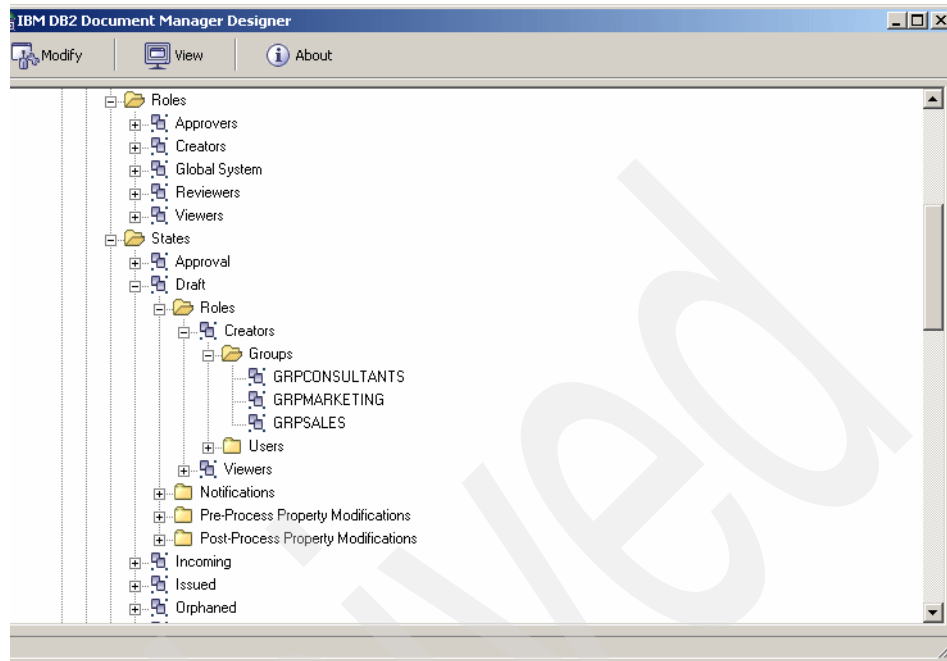 IBM DB2 Document Manager Designer
Modify View About
Roles
Approvers
Creators
Global System
Reviewers
Viewers
States
Approval
Draft
Roles
Creators
Groups
GRPCONSULTANTS
GRPMARKETING
GRPSALES
Users
Viewers
Notifications
Pre-Process Property Modifications
Post-Process Property Modifications
Incoming
Issued
Orphaned